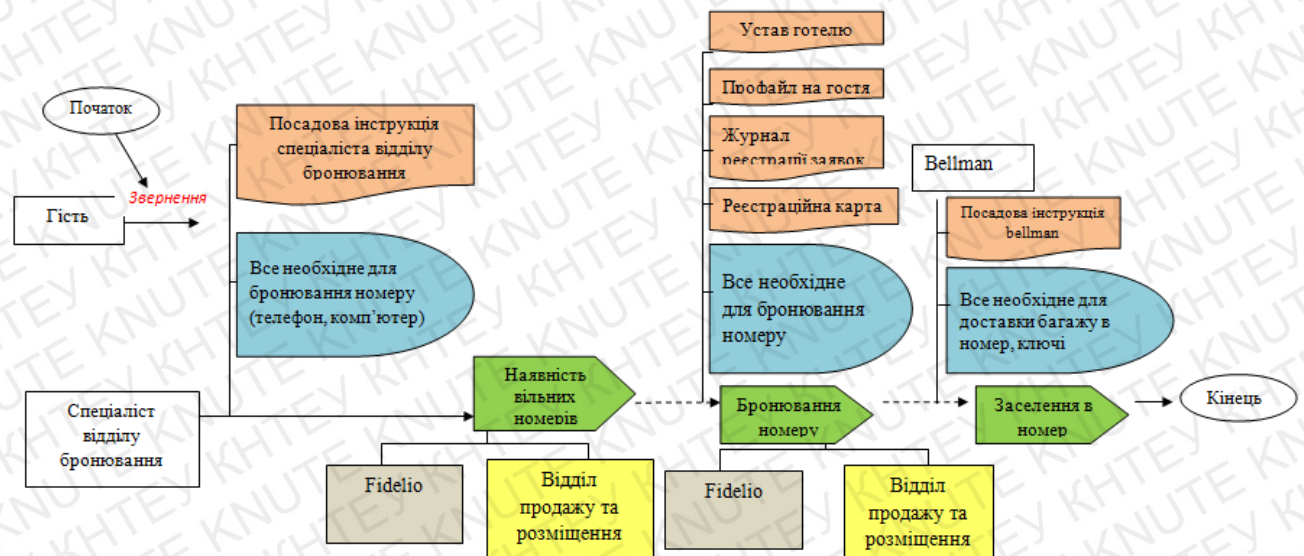 Початок
Звернення
Гість
Посадова інструкція
спеціаліста відділу
бронювання
Все необхідне для
бронювання номеру
(телефон, комп’ютер)
Спеціаліст
відділу
бронювання
Наявність
вільних
номерів
Fidelio
Відділ
продажу та
розміщення
Устав готелю
Профайл на гостя
Журнал
реєстрації заявок
Реєстраційна карта
Все необхідне
для бронювання
номеру
Бронювання
номеру
Fidelio
Відділ
продажу та
розміщення
Bellman
Посадова інструкція
bellman
Все необхідне для
доставки багажу в
номер, ключі
Заселення в
номер
Кінець
KNUTE КНТЕУ